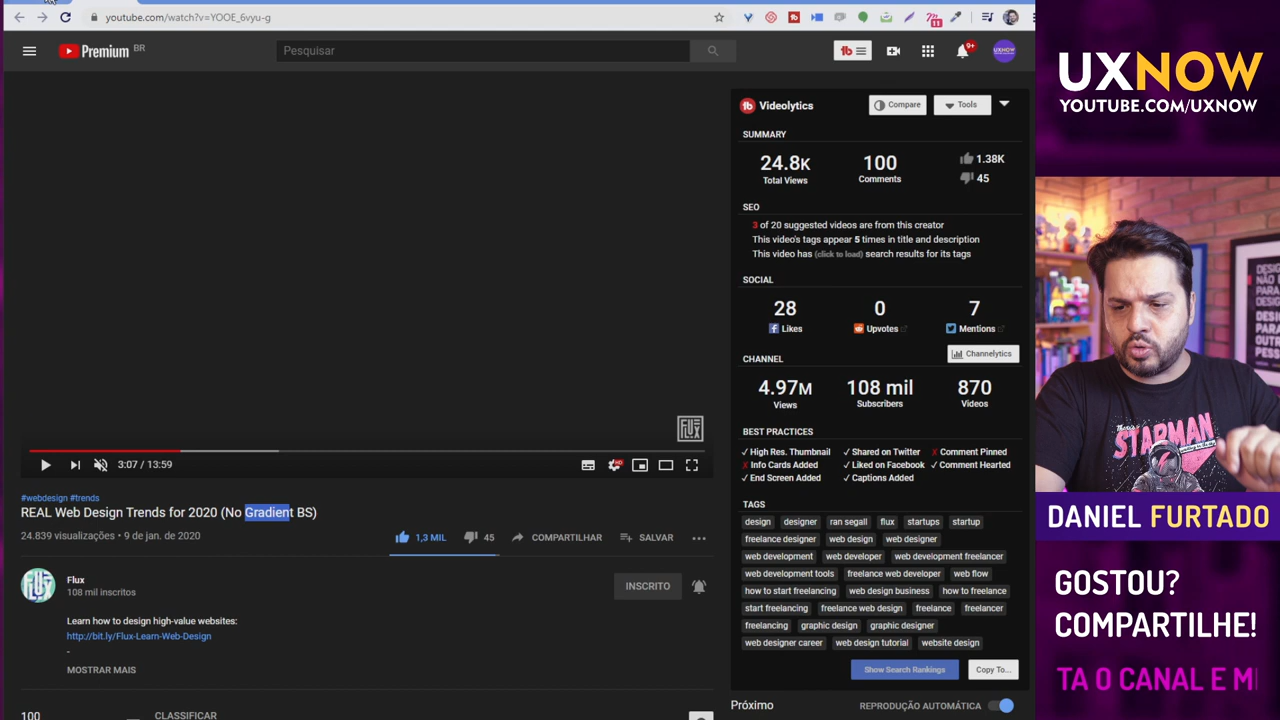 youtube.com/watch?v=YOOE_6vyu-g
11
Premium BR
Pesquisar
9+
UXNOW
UXNOW
YOUTUBE.COM/UXNOW
Videolytics
Compare
Tools
SUMMARY
24.8K
Total Views
100
Comments
1.38K
45
SEO
3 of 20 suggested videos are from this creator
This video's tags appear 5 times in title and description
This video has (click to load) search results for its tags
SOCIAL
28
Likes
0
Upvotes
7
Mentions
CHANNEL
Channelytics
4.97M
Views
108 mil
Subscribers
870
Videos
BEST PRACTICES
✓ High Res. Thumbnail
✓ Shared on Twitter
✗ Comment Pinned
✗ Info Cards Added
✓ Liked on Facebook
✓ Comment Hearted
✓ End Screen Added
✓ Captions Added
TAGS
design
designer
ran segall
flux
startups
startup
freelance designer
web design
web designer
web development
web developer
web development freelancer
web development tools
freelance web developer
web flow
how to start freelancing
web design business
how to freelance
start freelancing
freelance web design
freelance
freelancer
freelancing
graphic design
graphic designer
web designer career
web design tutorial
website design
Show Search Rankings
Copy To...
Próximo
REPRODUÇÃO AUTOMÁTICA
FLUX
3:07 / 13:59
HD
#webdesign #trends
REAL Web Design Trends for 2020 (No Gradient BS)
24.839 visualizações • 9 de jan. de 2020
1,3 MIL
45
COMPARTILHAR
SALVAR
FLUX
Flux
108 mil inscritos
INSCRITO
Learn how to design high-value websites:
http://bit.ly/Flux-Learn-Web-Design
-
MOSTRAR MAIS
100
CLASSIFICAR
There's a
STARMAN
DANIEL FURTADO
GOSTOU?
COMPARTILHE!
TA O CANAL E M